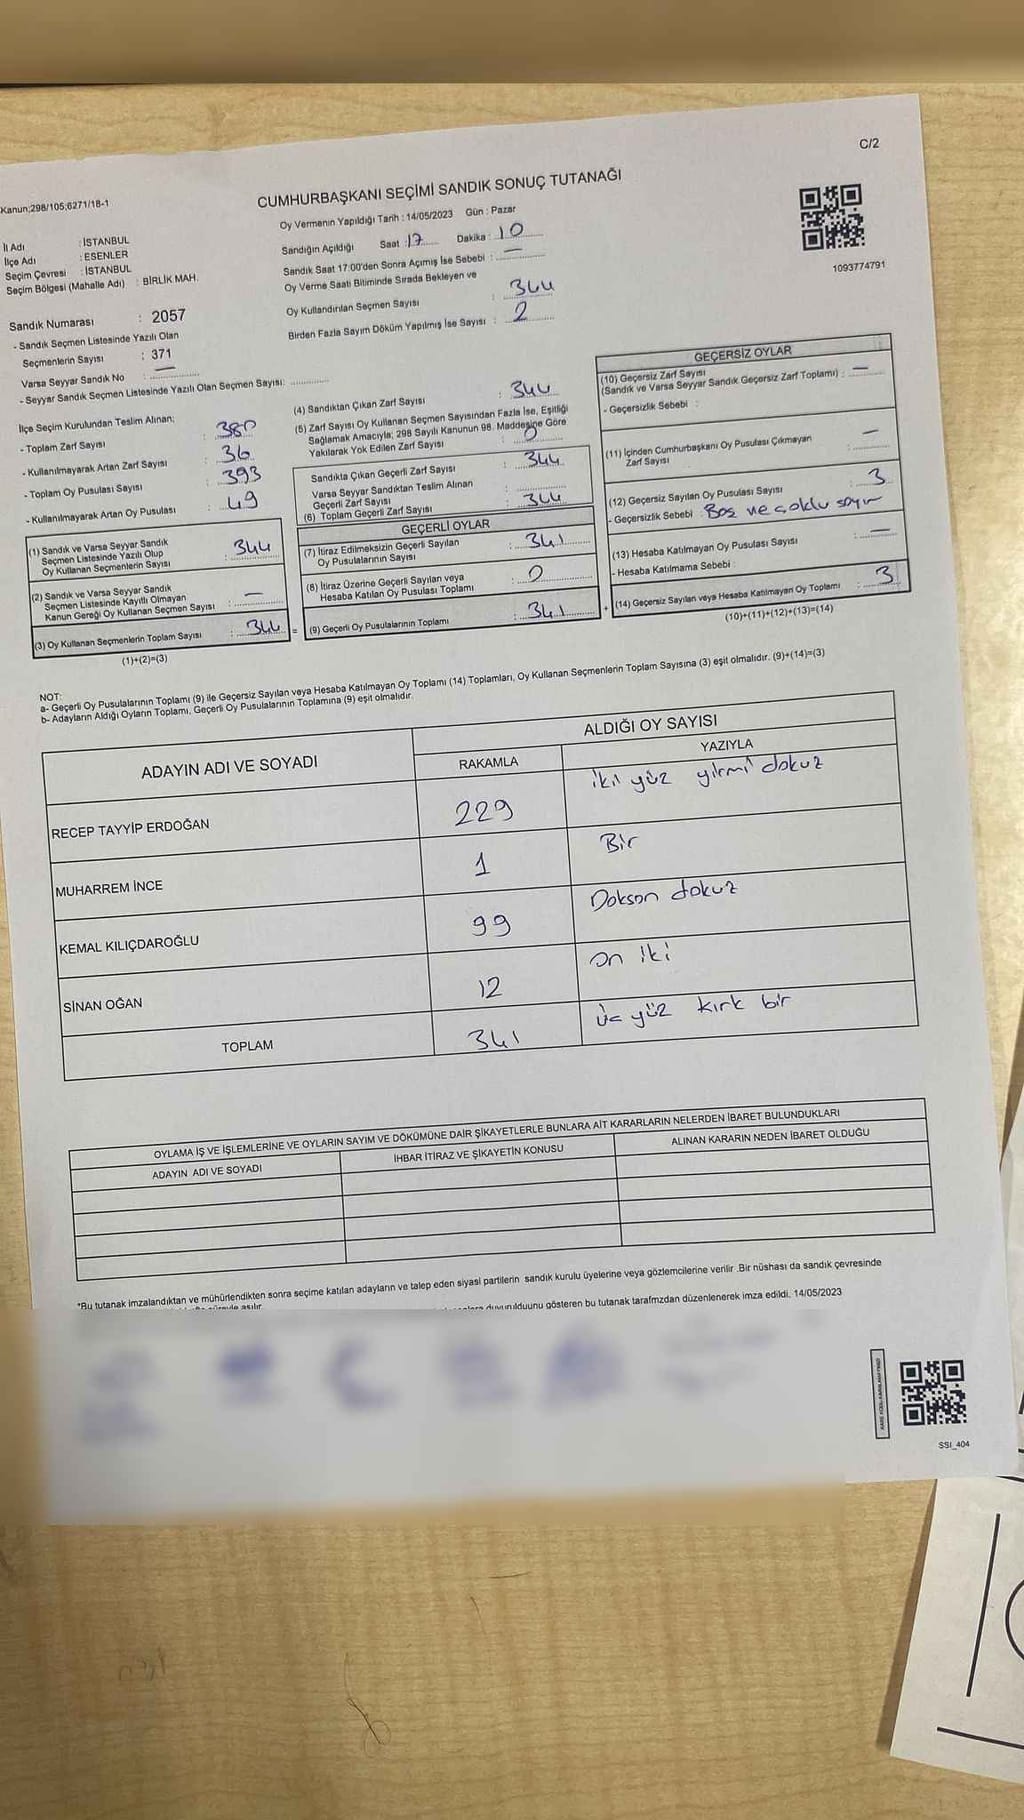 C/2
Kanun;298/105;6271/18-1
CUMHURBAŞKANI SEÇİMİ SANDIK SONUÇ TUTANAĞI
Oy Vermenin Yapıldığı Tarih : 14/05/2023 Gün : Pazar
Sandığın Açıldığı Saat : 17 Dakika : 10
Sandık Saat 17:00'den Sonra Açımış İse Sebebi : —
Oy Verme Saati Bitiminde Sırada Bekleyen ve
Oy Kullandırılan Seçmen Sayısı : 344
Birden Fazla Sayım Döküm Yapılmış İse Sayısı : 2
1093774791
İl Adı : İSTANBUL
İlçe Adı : ESENLER
Seçim Çevresi : İSTANBUL
Seçim Bölgesi (Mahalle Adı) : BİRLİK MAH.
Sandık Numarası : 2057
- Sandık Seçmen Listesinde Yazılı Olan
Seçmenlerin Sayısı : 371
Varsa Seyyar Sandık No : —
- Seyyar Sandık Seçmen Listesinde Yazılı Olan Seçmen Sayısı:
İlçe Seçim Kurulundan Teslim Alınan:
- Toplam Zarf Sayısı : 380
- Kullanılmayarak Artan Zarf Sayısı : 36
- Toplam Oy Pusulası Sayısı : 393
- Kullanılmayarak Artan Oy Pusulası : 49
(1) Sandık ve Varsa Seyyar Sandık
Seçmen Listesinde Yazılı Olup
Oy Kullanan Seçmenlerin Sayısı : 344
(2) Sandık ve Varsa Seyyar Sandık
Seçmen Listesinde Kayıtlı Olmayan
Kanun Gereği Oy Kullanan Seçmen Sayısı : —
(3) Oy Kullanan Seçmenlerin Toplam Sayısı : 344 =
(1)+(2)=(3)
(4) Sandıktan Çıkan Zarf Sayısı : 344
(5) Zarf Sayısı Oy Kullanan Seçmen Sayısından Fazla İse, Eşitliği
Sağlamak Amacıyla; 298 Sayılı Kanunun 98. Maddesine Göre
Yakılarak Yok Edilen Zarf Sayısı : 0
Sandıkta Çıkan Geçerli Zarf Sayısı : 344
Varsa Seyyar Sandıktan Teslim Alınan
Geçerli Zarf Sayısı :
(6) Toplam Geçerli Zarf Sayısı : 344
GEÇERLİ OYLAR
(7) İtiraz Edilmeksizin Geçerli Sayılan
Oy Pusulalarının Sayısı : 341
(8) İtiraz Üzerine Geçerli Sayılan veya
Hesaba Katılan Oy Pusulası Toplamı : 0
(9) Geçerli Oy Pusulalarının Toplamı : 341 +
GEÇERSİZ OYLAR
(10) Geçersiz Zarf Sayısı
(Sandık ve Varsa Seyyar Sandık Geçersiz Zarf Toplamı) : —
- Geçersizlik Sebebi :
(11) İçinden Cumhurbaşkanı Oy Pusulası Çıkmayan
Zarf Sayısı : —
(12) Geçersiz Sayılan Oy Pusulası Sayısı : 3
- Geçersizlik Sebebi : Boş ve çoklu sayır
(13) Hesaba Katılmayan Oy Pusulası Sayısı : —
- Hesaba Katılmama Sebebi :
(14) Geçersiz Sayılan veya Hesaba Katılmayan Oy Toplamı : 3
(10)+(11)+(12)+(13)=(14)
NOT:
a- Geçerli Oy Pusulalarının Toplamı (9) ile Geçersiz Sayılan veya Hesaba Katılmayan Oy Toplamı (14) Toplamları, Oy Kullanan Seçmenlerin Toplam Sayısına (3) eşit olmalıdır. (9)+(14)=(3)
b- Adayların Aldığı Oyların Toplamı, Geçerli Oy Pusulalarının Toplamına (9) eşit olmalıdır.
ADAYIN ADI VE SOYADI
ALDIĞI OY SAYISI
RAKAMLA YAZIYLA
RECEP TAYYİP ERDOĞAN 229 iki yüz yirmi dokuz
MUHARREM İNCE 1 Bir
KEMAL KILIÇDAROĞLU 99 Doksan dokuz
SİNAN OĞAN 12 on iki
TOPLAM 341 üç yüz kırk bir
OYLAMA İŞ VE İŞLEMLERİNE VE OYLARIN SAYIM VE DÖKÜMÜNE DAİR ŞİKAYETLERLE BUNLARA AİT KARARLARIN NELERDEN İBARET BULUNDUKLARI
ADAYIN ADI VE SOYADI İHBAR İTİRAZ VE ŞİKAYETİN KONUSU ALINAN KARARIN NEDEN İBARET OLDUĞU
*Bu tutanak imzalandıktan ve mühürlendikten sonra seçime katılan adayların ve talep eden siyasi partilerin sandık kurulu üyelerine veya gözlemcilerine verilir .Bir nüshası da sandık çevresinde
asılır.
duyurulduunu gösteren bu tutanak tarafmzdan düzenlenerek imza edildi. 14/05/2023
SSI_404